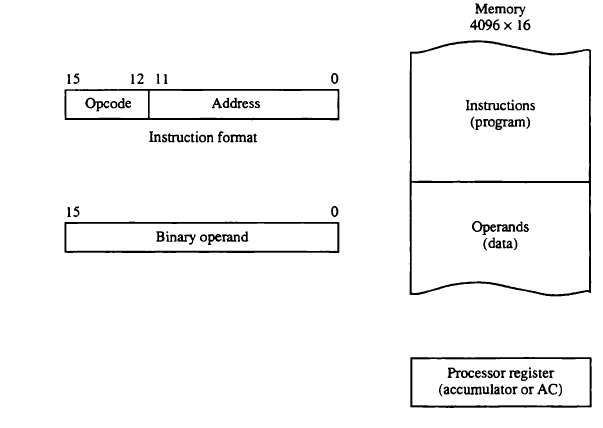 Memory
4096 × 16
15 12 11 0
Opcode Address
Instruction format
Instructions
(program)
15 0
Binary operand
Operands
(data)
Processor register
(accumulator or AC)